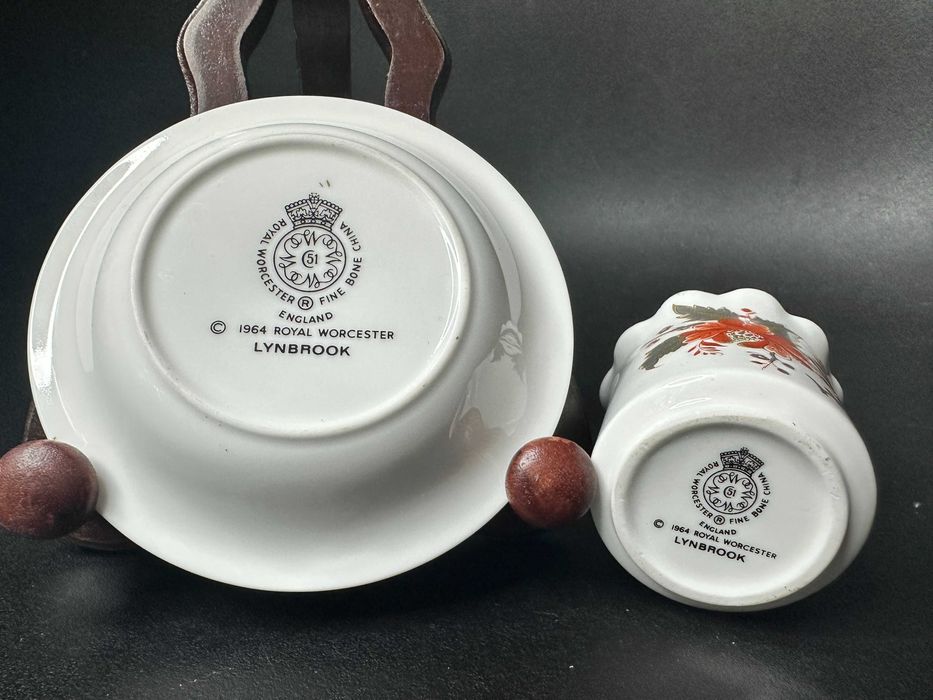 ROYAL WORCESTER ® FINE BONE CHINA
51
ENGLAND
© 1964 ROYAL WORCESTER
LYNBROOK
ROYAL WORCESTER ® FINE BONE CHINA
51
ENGLAND
© 1964 ROYAL WORCESTER
LYNBROOK